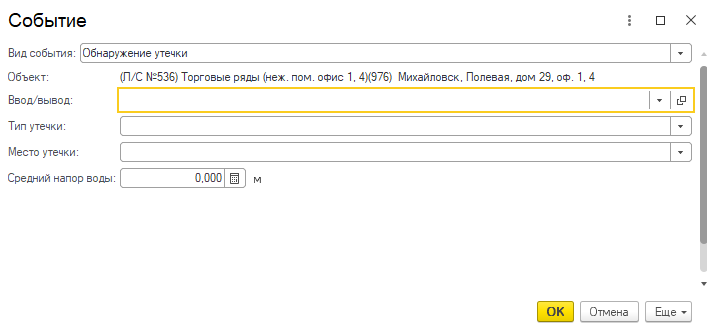 Событие
Вид события: Обнаружение утечки
Объект: (П/С №536) Торговые ряды (неж. пом. офис 1, 4)(976) Михайловск, Полевая, дом 29, оф. 1, 4
Ввод/вывод:
Тип утечки:
Место утечки:
Средний напор воды: 0,000 м
OK Отмена Еще